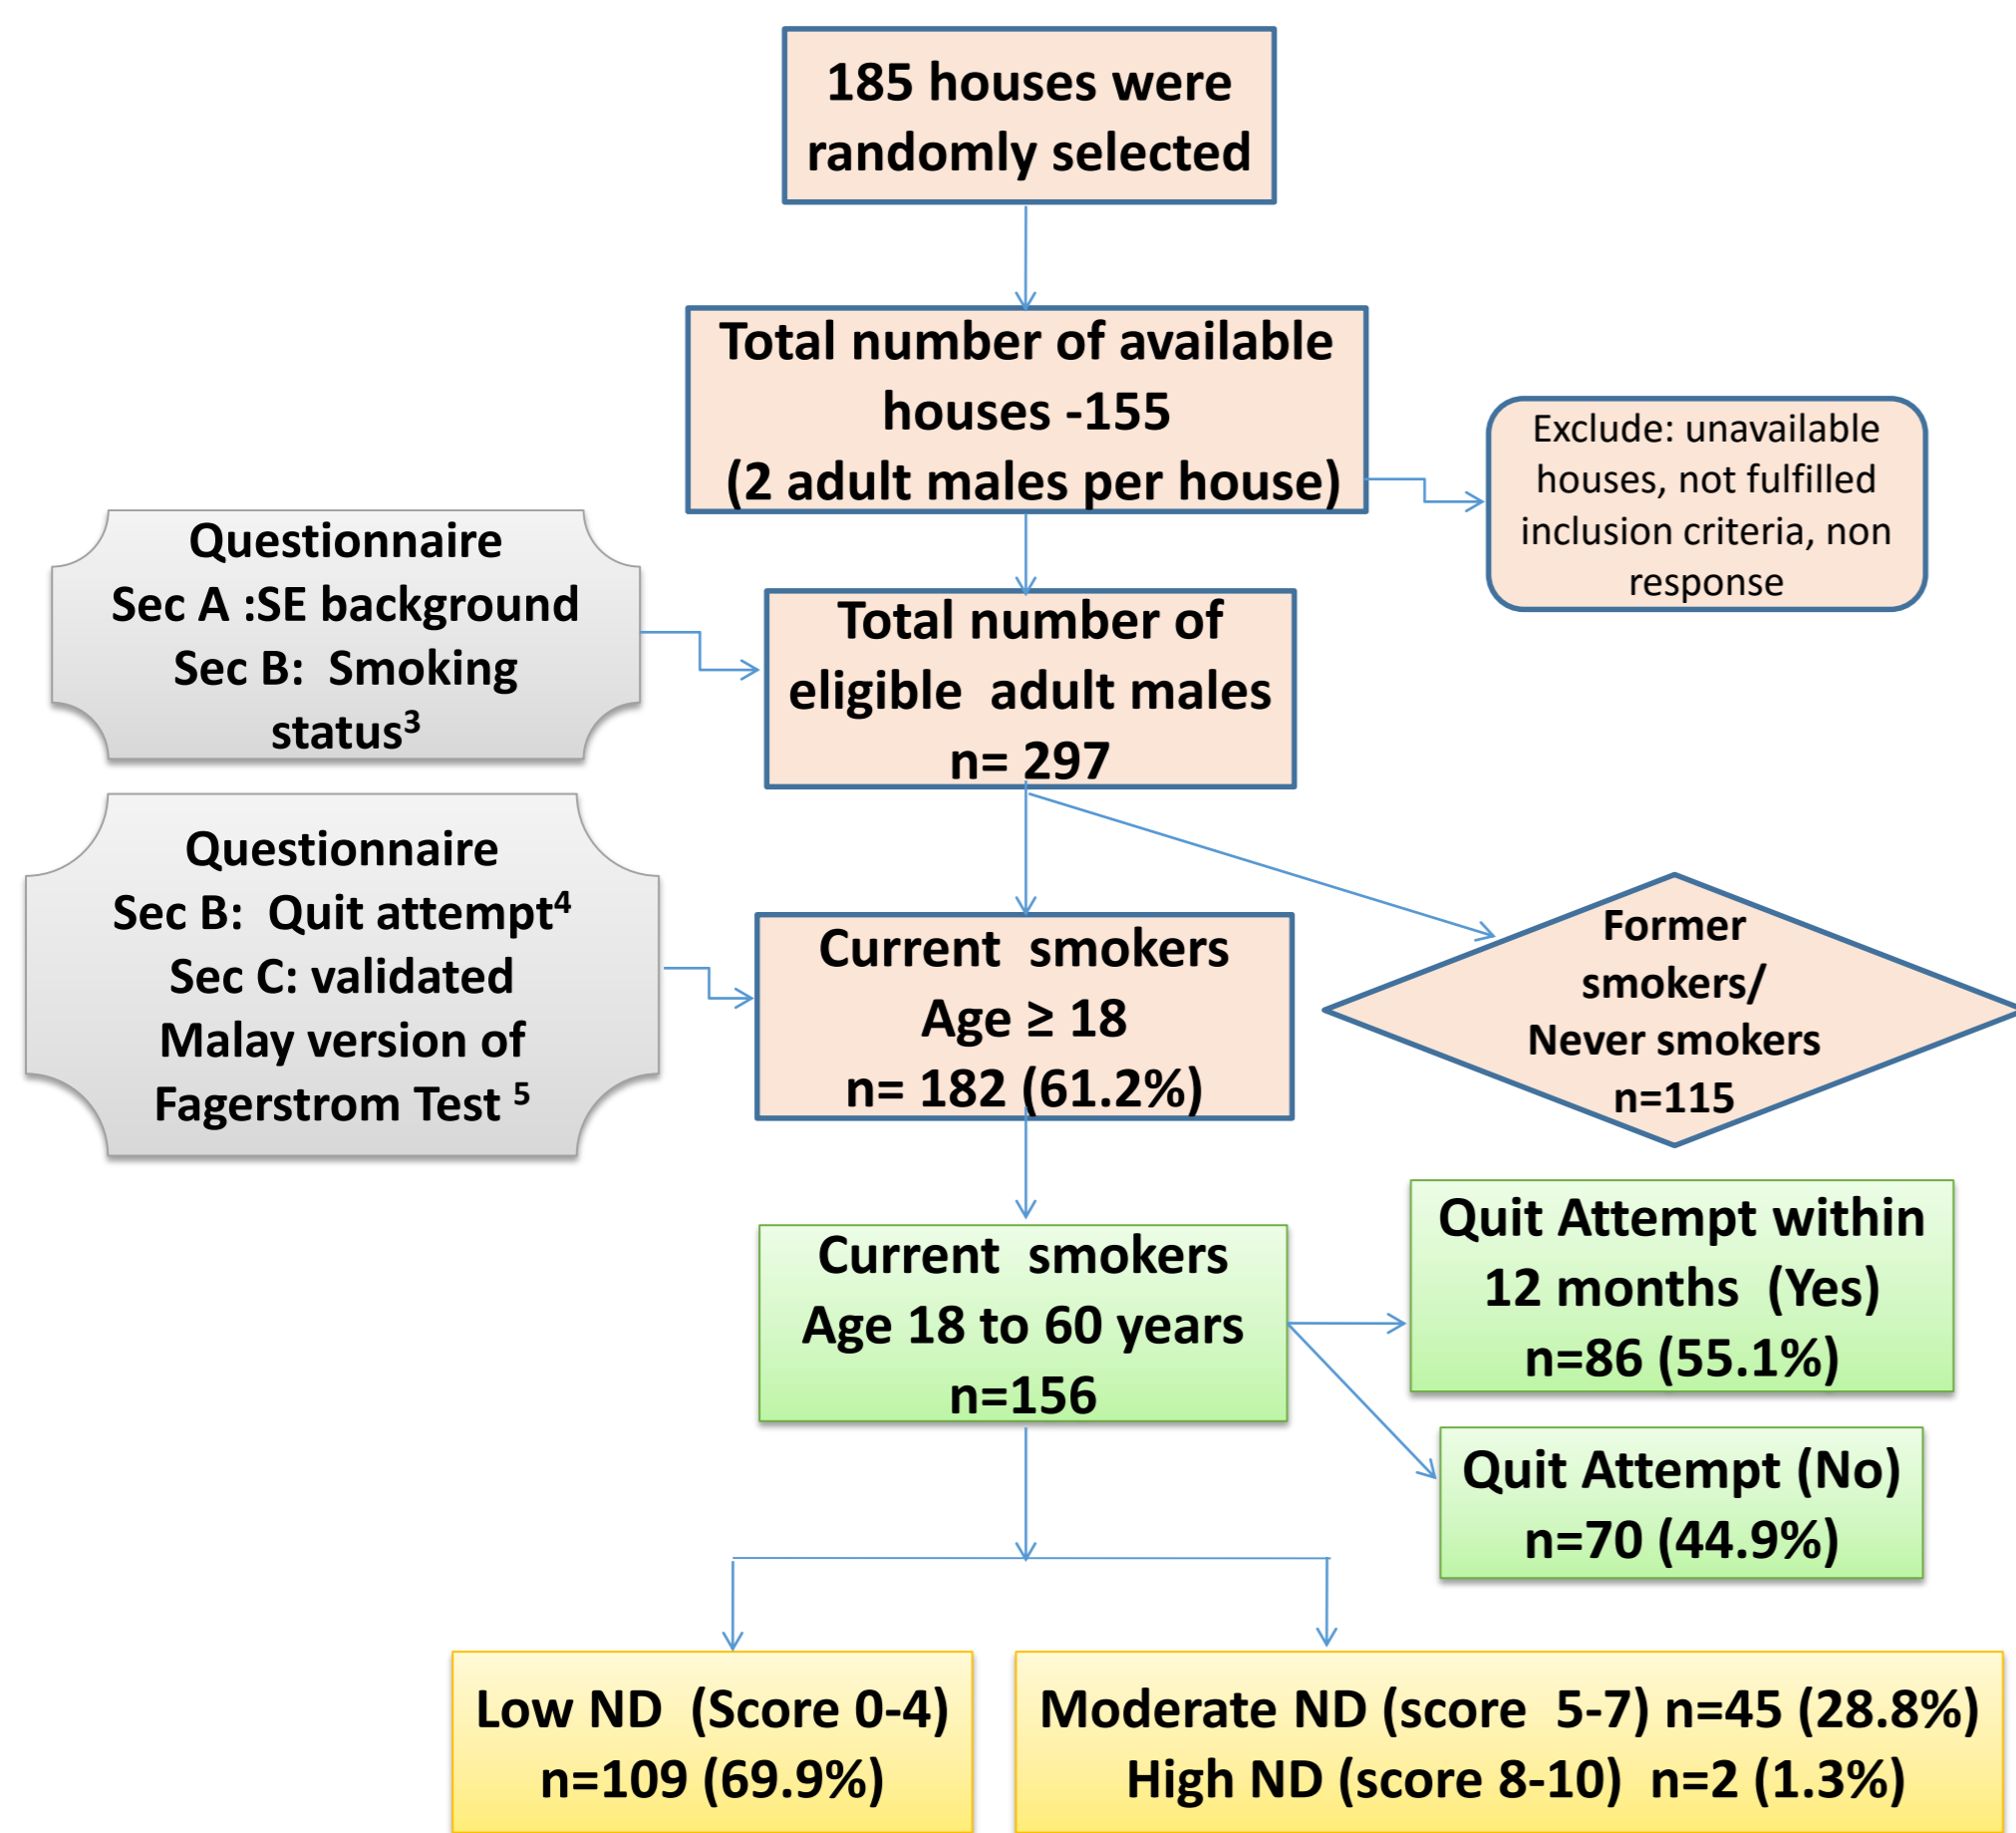 185 houses were
randomly selected
Total number of available
houses -155
(2 adult males per house)
Exclude: unavailable
houses, not fulfilled
inclusion criteria, non
response
Questionnaire
Sec A :SE background
Sec B: Smoking
status³
Total number of
eligible adult males
n= 297
Questionnaire
Sec B: Quit attempt⁴
Sec C: validated
Malay version of
Fagerstrom Test ⁵
Current smokers
Age ≥ 18
n= 182 (61.2%)
Former
smokers/
Never smokers
n=115
Current smokers
Age 18 to 60 years
n=156
Quit Attempt within
12 months (Yes)
n=86 (55.1%)
Quit Attempt (No)
n=70 (44.9%)
Low ND (Score 0-4)
n=109 (69.9%)
Moderate ND (score 5-7) n=45 (28.8%)
High ND (score 8-10) n=2 (1.3%)